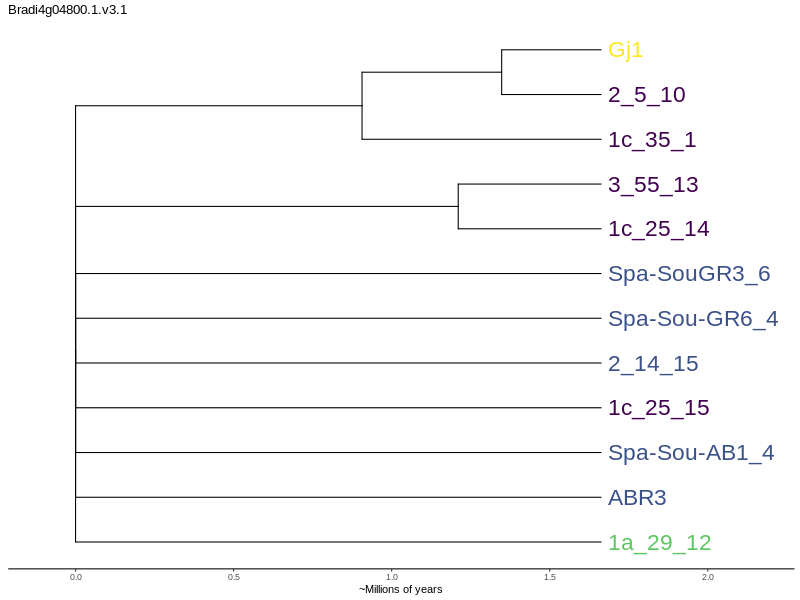 Bradi4g04800.1.v3.1
Gj1
2_5_10
1c_35_1
3_55_13
1c_25_14
Spa-SouGR3_6
Spa-Sou-GR6_4
2_14_15
1c_25_15
Spa-Sou-AB1_4
ABR3
1a_29_12
0.0 0.5 1.0 1.5 2.0
~Millions of years